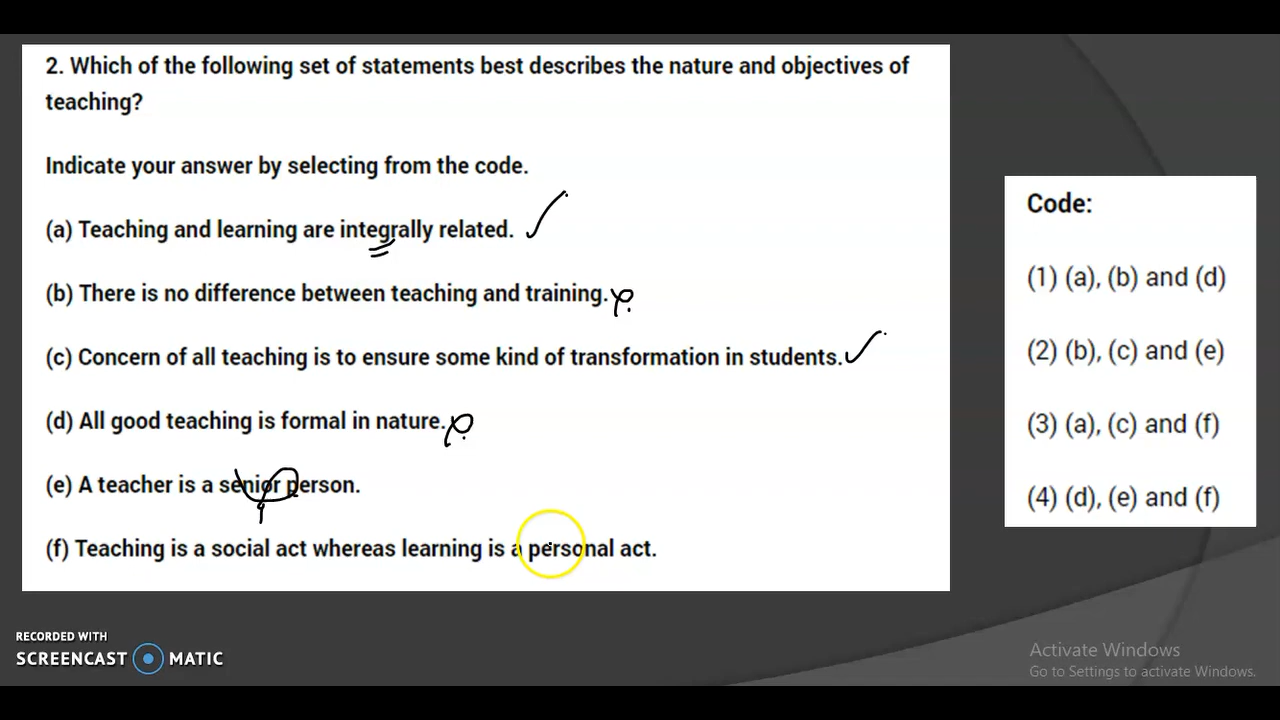 2. Which of the following set of statements best describes the nature and objectives of
teaching?
Indicate your answer by selecting from the code.
(a) Teaching and learning are integrally related.
(b) There is no difference between teaching and training.
(c) Concern of all teaching is to ensure some kind of transformation in students.
(d) All good teaching is formal in nature.
(e) A teacher is a senior person.
(f) Teaching is a social act whereas learning is a personal act.
Code:
(1) (a), (b) and (d)
(2) (b), (c) and (e)
(3) (a), (c) and (f)
(4) (d), (e) and (f)
RECORDED WITH
SCREENCAST MATIC
Activate Windows
Go to Settings to activate Windows.